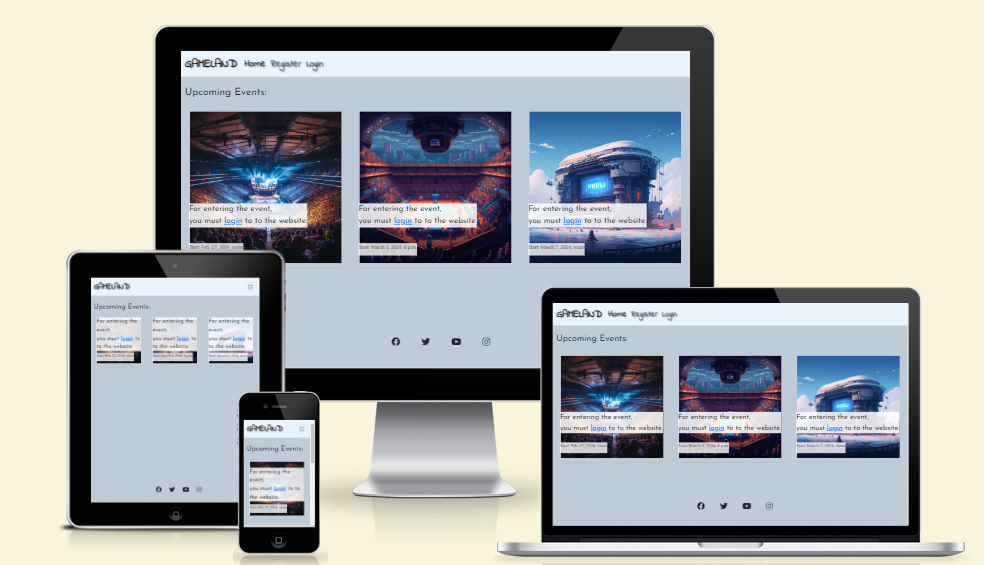 GAMELAND Home Register Login
Upcoming Events:
For entering the event,
you must login to to the website.
Start: Feb. 27, 2024, noon
For entering the event,
you must login to to the website.
Start: March 3, 2024, 6 p.m.
For entering the event,
you must login to to the website.
Start: March 7, 2024, noon
GAMELAND
Upcoming Events:
For entering the
event,
you must login to
to the website.
For entering the
event,
you must login to
to the website.
For entering the
event,
you must login to
to the website.
GAMELAND
Upcoming Events:
For entering the
event,
you must login to to
the website.
GAMELAND Home Register Login
Upcoming Events:
For entering the event,
you must login to to the website.
Start: Feb. 27, 2024, noon
For entering the event,
you must login to to the website.
Start: March 3, 2024, 6 p.m.
For entering the event,
you must login to to the website.
Start: March 7, 2024, noon